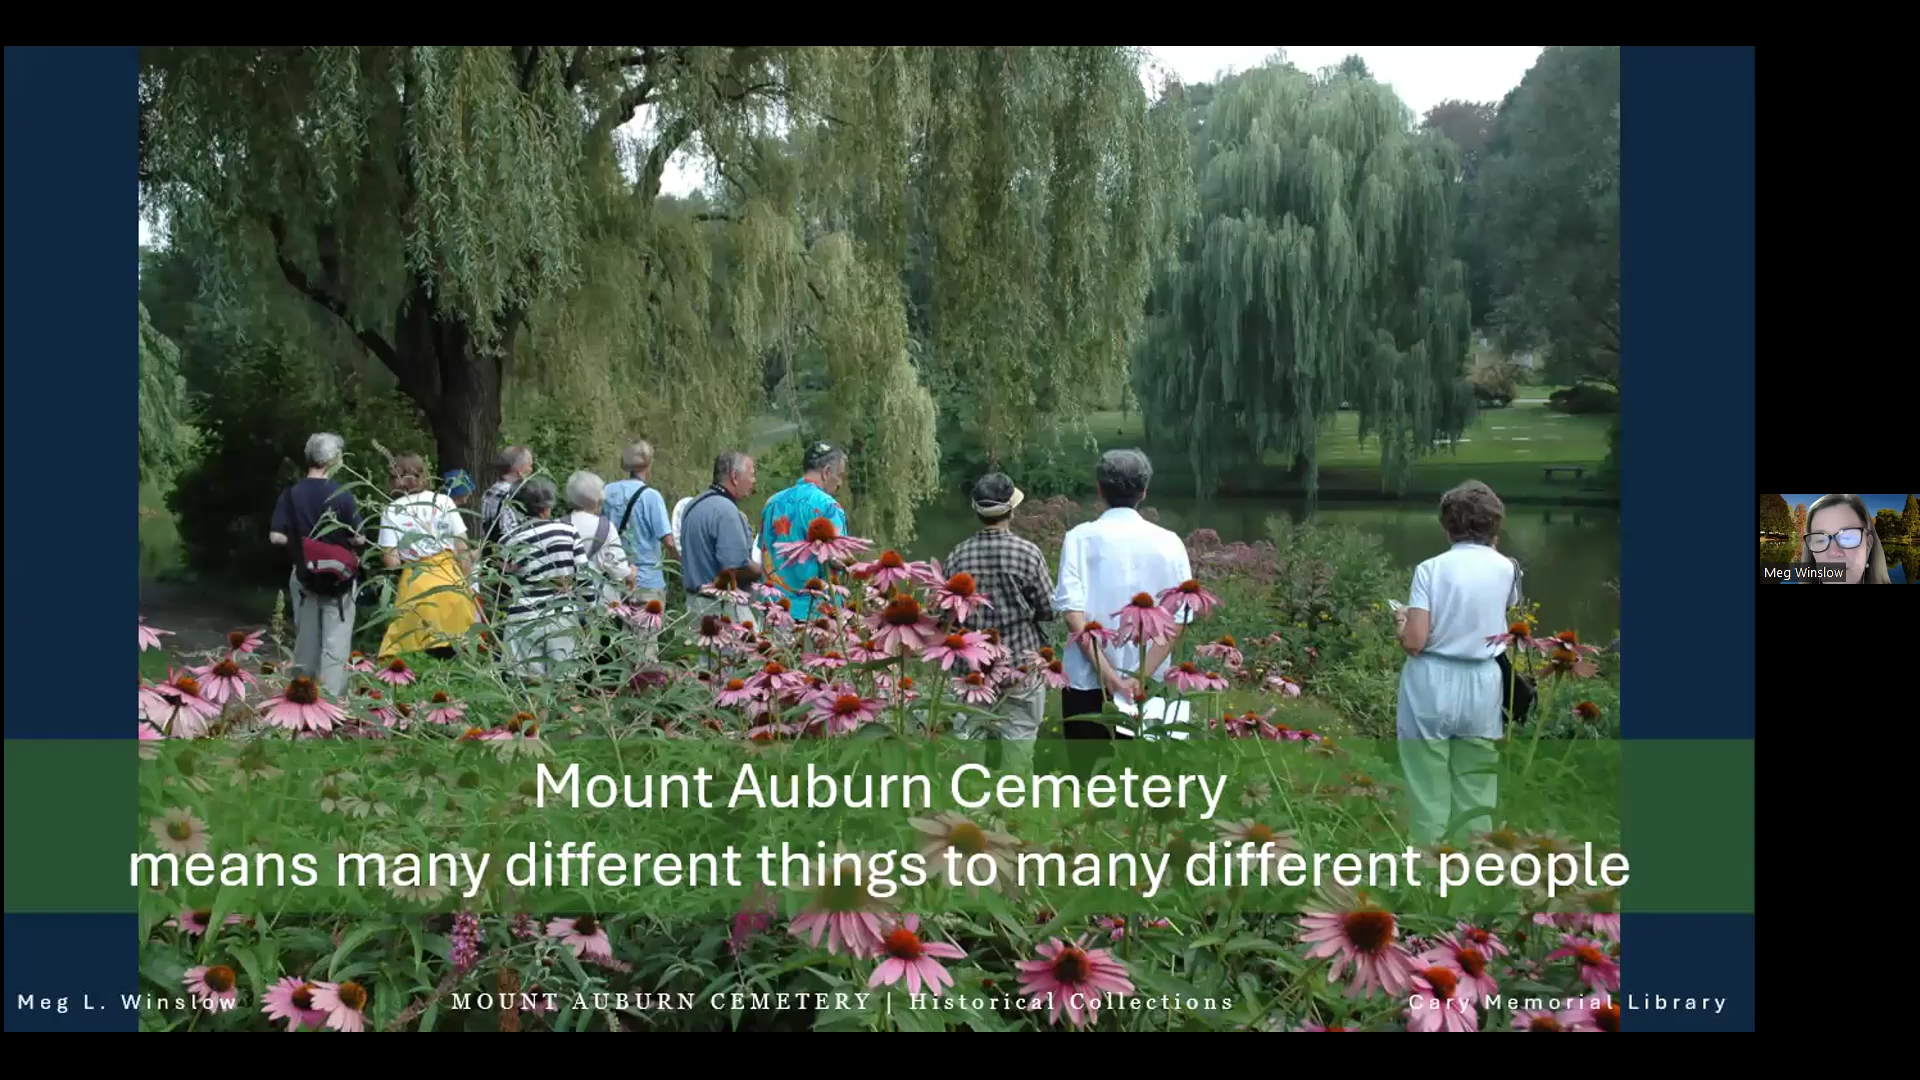 Mount Auburn Cemetery
means many different things to many different people
Meg Winslow
Meg L. Winslow
MOUNT AUBURN CEMETERY | Historical Collections
Cary Memorial Library